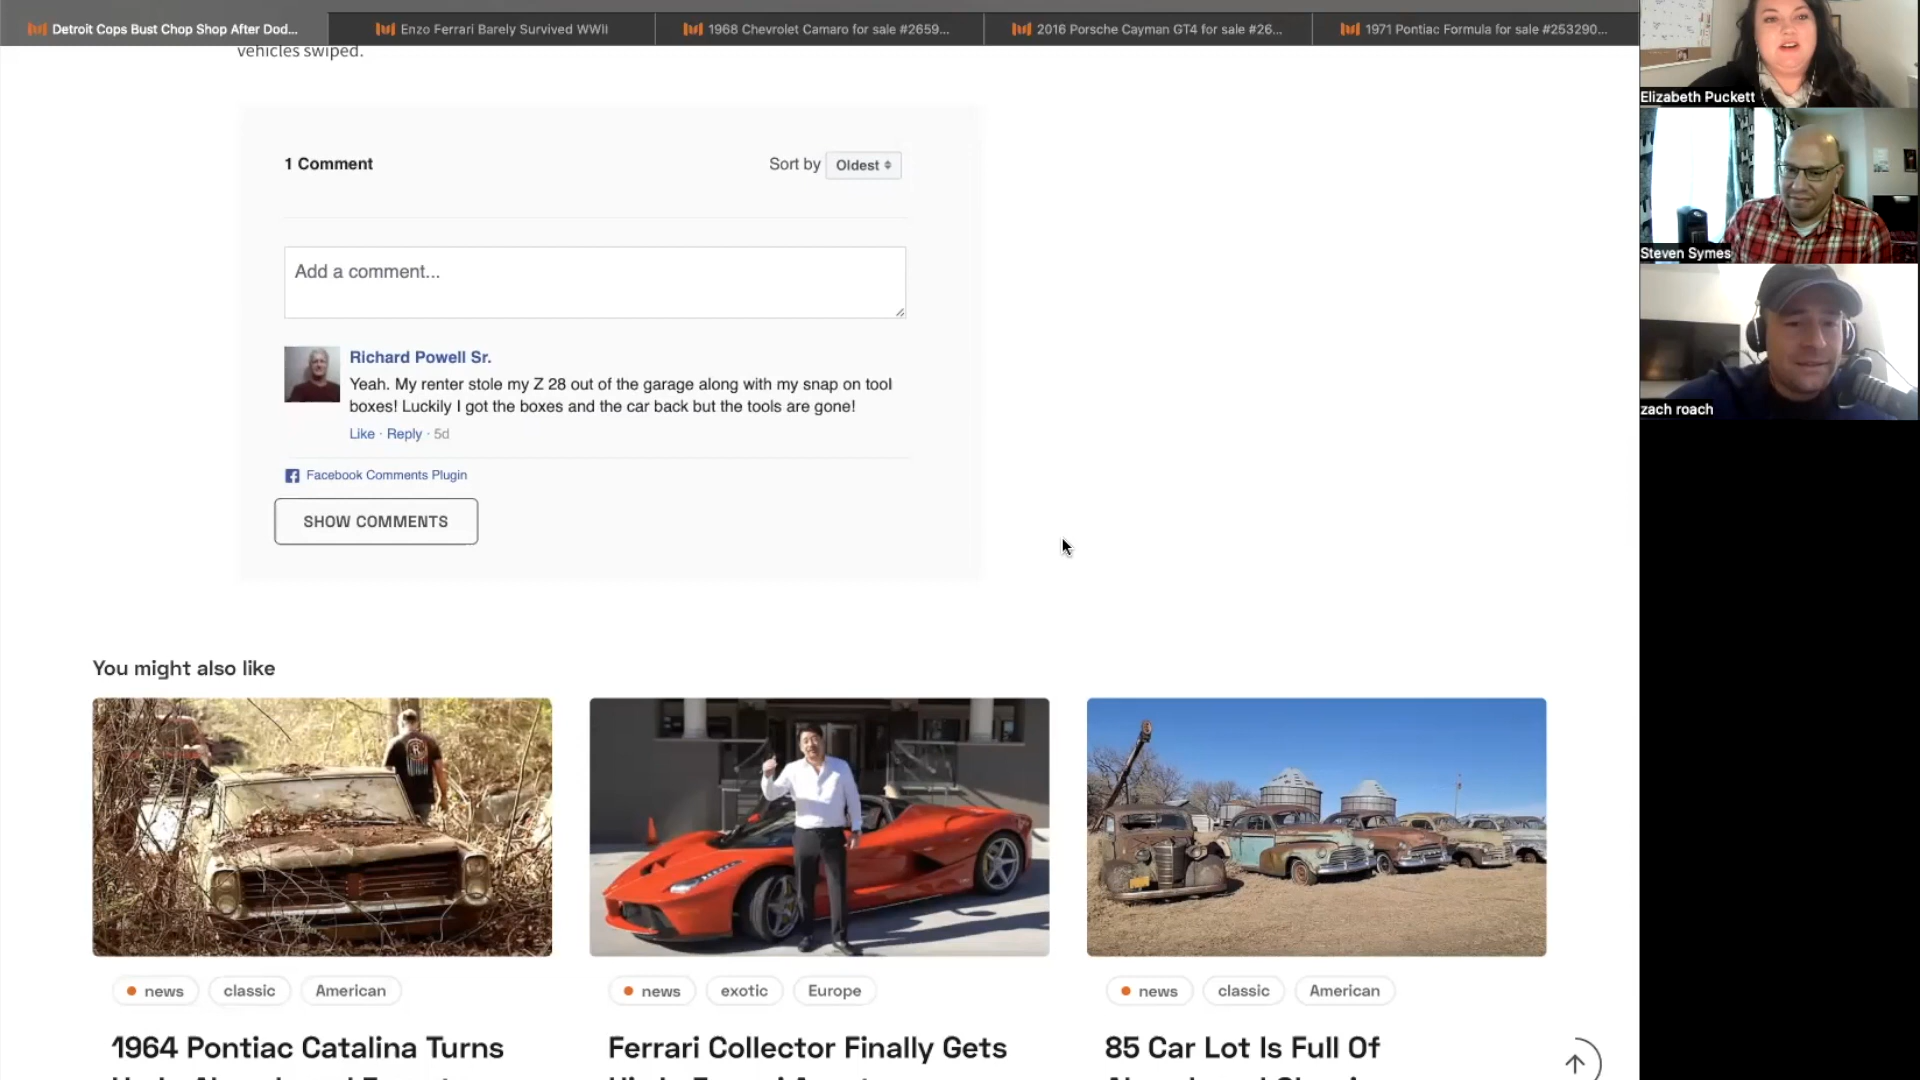 Detroit Cops Bust Chop Shop After Dod...
Enzo Ferrari Barely Survived WWII
1968 Chevrolet Camaro for sale #2659...
2016 Porsche Cayman GT4 for sale #26...
1971 Pontiac Formula for sale #253290...
vehicles swiped.
1 Comment
Sort by Oldest
Add a comment...
Richard Powell Sr.
Yeah. My renter stole my Z 28 out of the garage along with my snap on tool
boxes! Luckily I got the boxes and the car back but the tools are gone!
Like · Reply · 5d
Facebook Comments Plugin
SHOW COMMENTS
You might also like
news classic American
1964 Pontiac Catalina Turns
news exotic Europe
Ferrari Collector Finally Gets
news classic American
85 Car Lot Is Full Of
Elizabeth Puckett
Steven Symes
zach roach